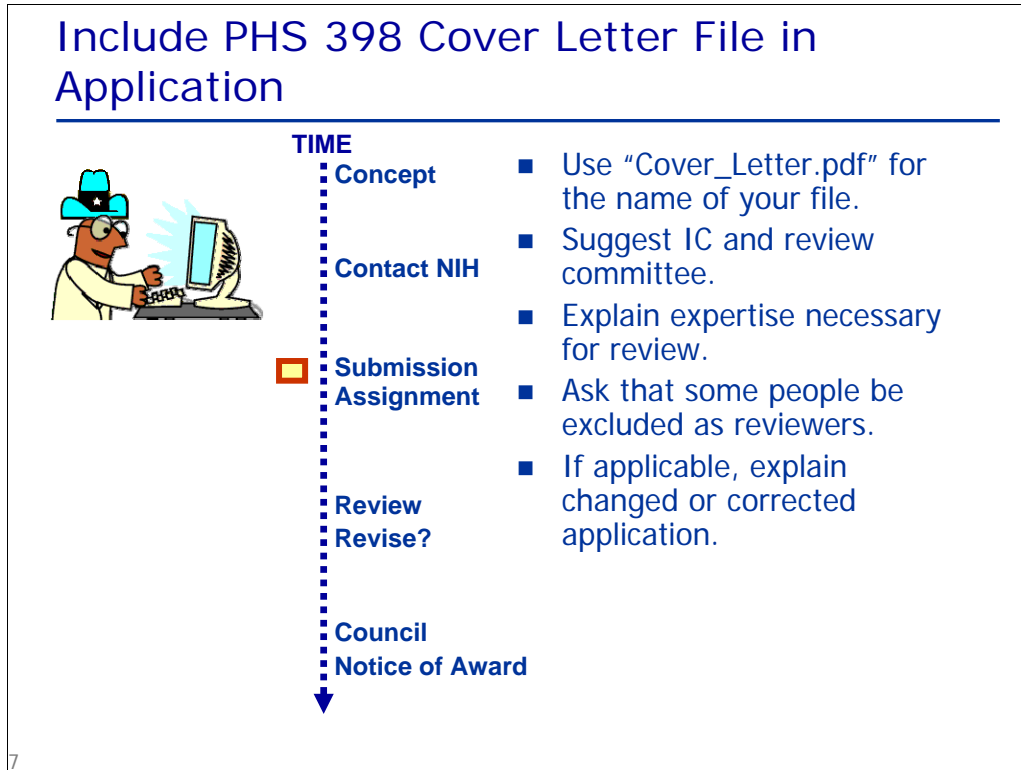 Include PHS 398 Cover Letter File in
Application
TIME
Concept
Contact NIH
Submission
Assignment
Review
Revise?
Council
Notice of Award
Use “Cover_Letter.pdf” for
the name of your file.
Suggest IC and review
committee.
Explain expertise necessary
for review.
Ask that some people be
excluded as reviewers.
If applicable, explain
changed or corrected
application.
7